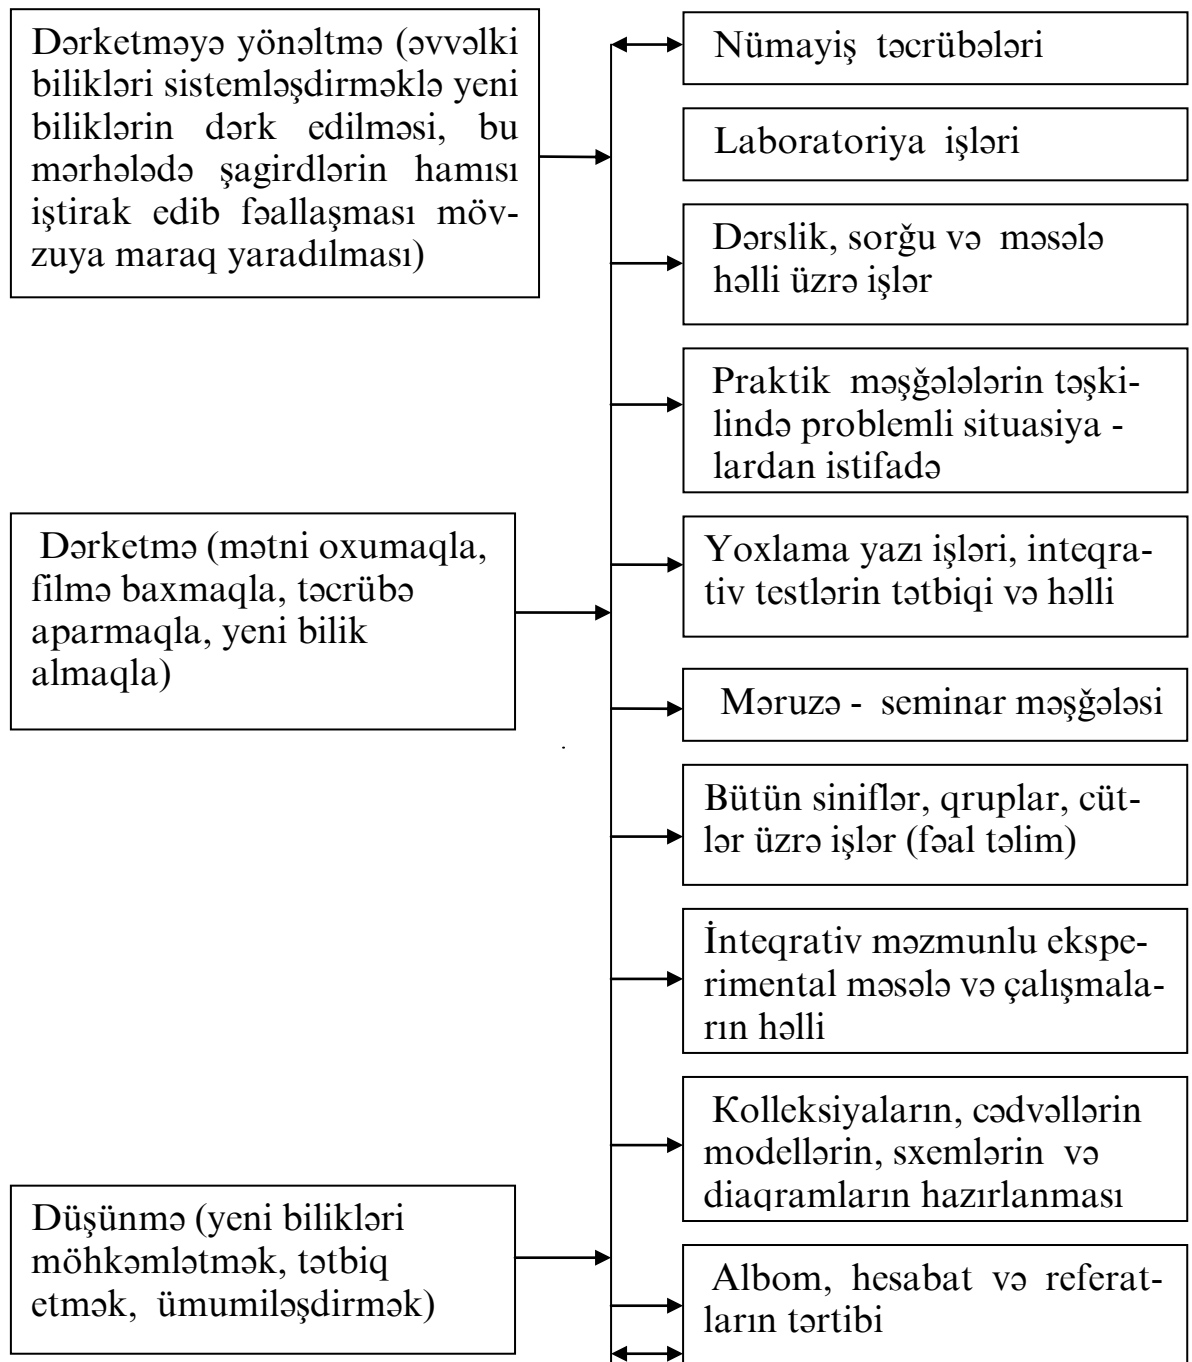 Dərketməyə yönəltmə (əvvəlki
bilikləri sistemləşdirməklə yeni
biliklərin dərk edilməsi, bu
mərhələdə şagirdlərin hamısı
iştirak edib fəallaşması möv-
zuya maraq yaradılması)
Dərketmə (mətni oxumaqla,
filmə baxmaqla, təcrübə
aparmaqla, yeni bilik
almaqla)
Düşünmə (yeni bilikləri
möhkəmlətmək, tətbiq
etmək, ümumiləşdirmək)
Nümayiş təcrübələri
Laboratoriya işləri
Dərslik, sorğu və məsələ
həlli üzrə işlər
Praktik məşğələlərin təşki-
lində problemli situasiya -
lardan istifadə
Yoxlama yazı işləri, inteqra-
tiv testlərin tətbiqi və həlli
Məruzə - seminar məşğələsi
Bütün siniflər, qruplar, cüt-
lər üzrə işlər (fəal təlim)
İnteqrativ məzmunlu ekspe-
rimental məsələ və çalışmala-
rın həlli
Kolleksiyaların, cədvəllərin
modellərin, sxemlərin və
diaqramların hazırlanması
Albom, hesabat və referat-
ların tərtibi